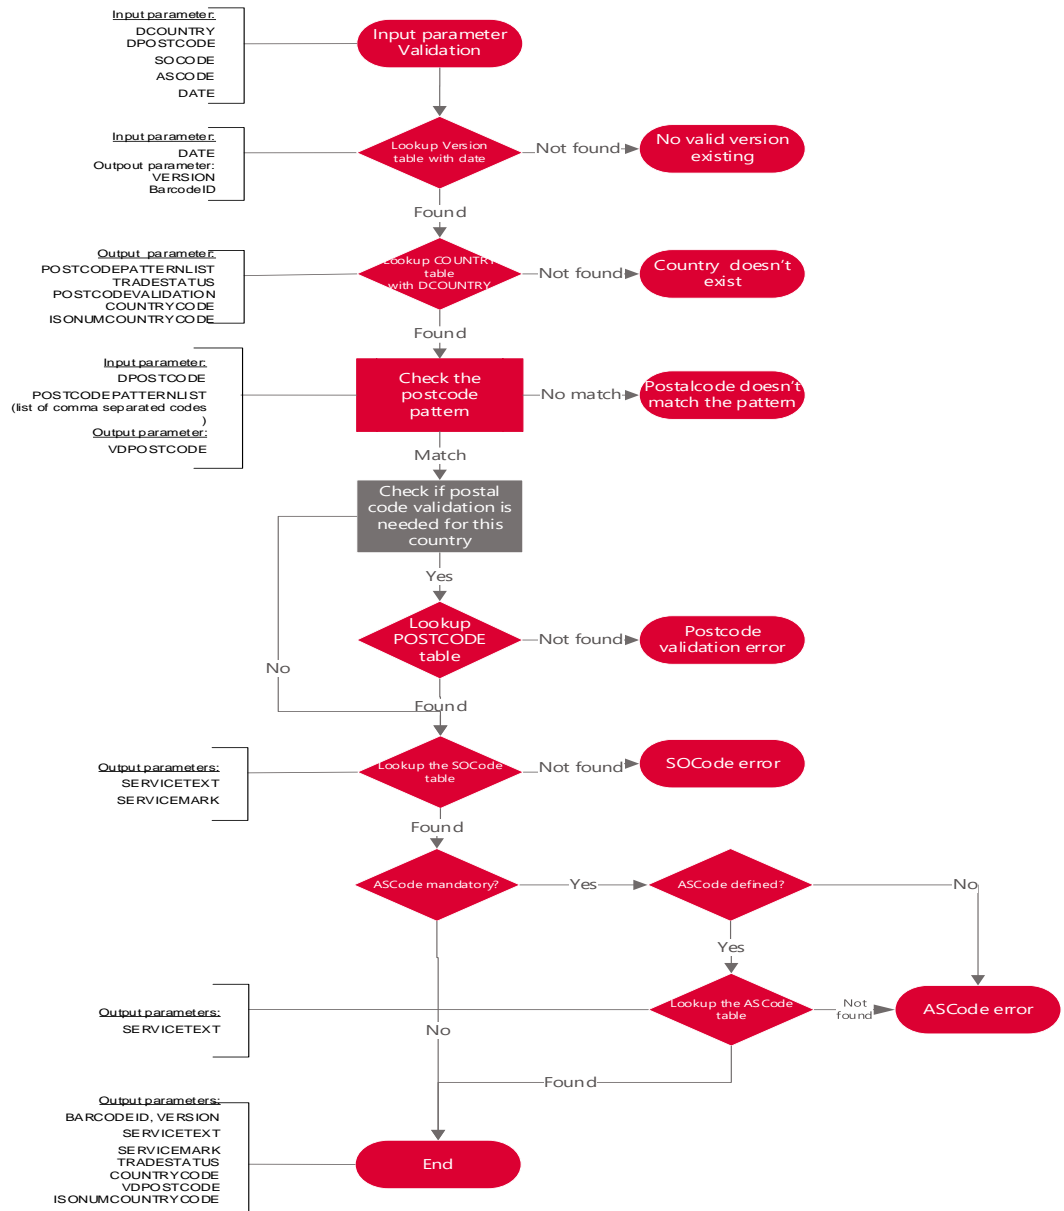 Input parameter:
DCOUNTRY
DPOSTCODE
SOCODE
ASCODE
DATE
Input parameter
Validation
Input parameter:
DATE
Outpout parameter:
VERSION
BarcodeID
Lookup Version
table with date
Not found
No valid version
existing
Found
Output parameter:
POSTCODEPATTERNLIST
TRADESTATUS
POSTCODEVALIDATION
COUNTRYCODE
ISONUMCOUNTRYCODE
Lookup COUNTRY
table
with DCOUNTRY
Not found
Country doesn't
exist
Found
Input parameter:
DPOSTCODE
POSTCODEPATTERNLIST
(list of comma separated codes
)
Output parameter:
VDPOSTCODE
Check the
postcode
pattern
No match
Postalcode doesn't
match the pattern
Match
Check if postal
code validation is
needed for this
country
Yes
No
Lookup
POSTCODE
table
Not found
Postcode
validation error
Found
Output parameters:
SERVICETEXT
SERVICEMARK
Lookup the SOCode
table
Not found
SOCode error
Found
ASCode mandatory?
Yes
ASCode defined?
No
Yes
Output parameters:
SERVICETEXT
No
Lookup the ASCode
table
Not
found
ASCode error
Found
Output parameters:
BARCODEID, VERSION
SERVICETEXT
SERVICEMARK
TRADESTATUS
COUNTRYCODE
VDPOSTCODE
ISONUMCOUNTRYCODE
End